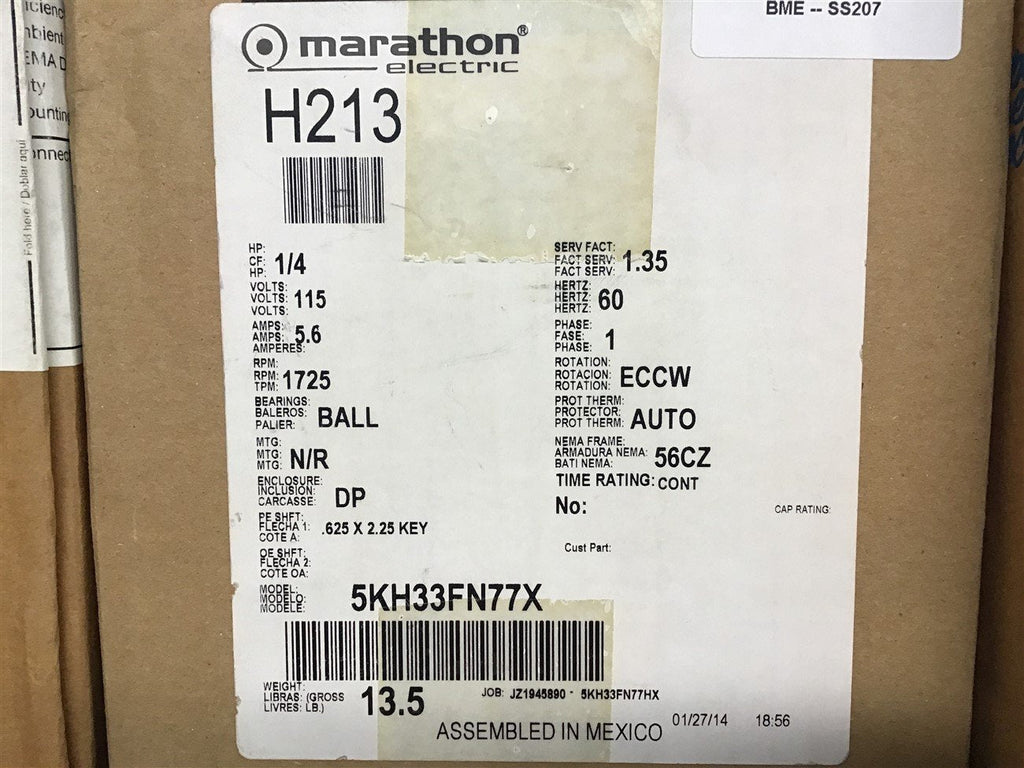 BME -- SS207
marathon®
electric
H213
HP:
CF:
HP: 1/4
VOLTS:
VOLTS: 115
VOLTS:
AMPS:
AMPS: 5.6
AMPERES:
RPM:
RPM: 1725
TPM:
BEARINGS:
BALEROS: BALL
PALIER:
MTG:
MTG: N/R
MTG:
ENCLOSURE:
INCLUSION: DP
CARCASSE:
PE SHFT:
FLECHA 1: .625 X 2.25 KEY
COTE A:
OE SHFT:
FLECHA 2:
COTE OA:
SERV FACT:
FACT SERV: 1.35
FACT SERV:
HERTZ:
HERTZ: 60
HERTZ:
PHASE:
FASE: 1
PHASE:
ROTATION:
ROTACION: ECCW
ROTATION:
PROT THERM:
PROTECTOR: AUTO
PROT THERM:
NEMA FRAME:
ARMADURA NEMA: 56CZ
BATI NEMA:
TIME RATING: CONT
No:
CAP RATING:
Cust Part:
MODEL:
MODELO: 5KH33FN77X
MODELE:
WEIGHT:
LIBRAS: (GROSS 13.5
LIVRES: LB.)
JOB: JZ1945890 - 5KH33FN77HX
ASSEMBLED IN MEXICO 01/27/14 18:56
Fold here / Doblar aquí